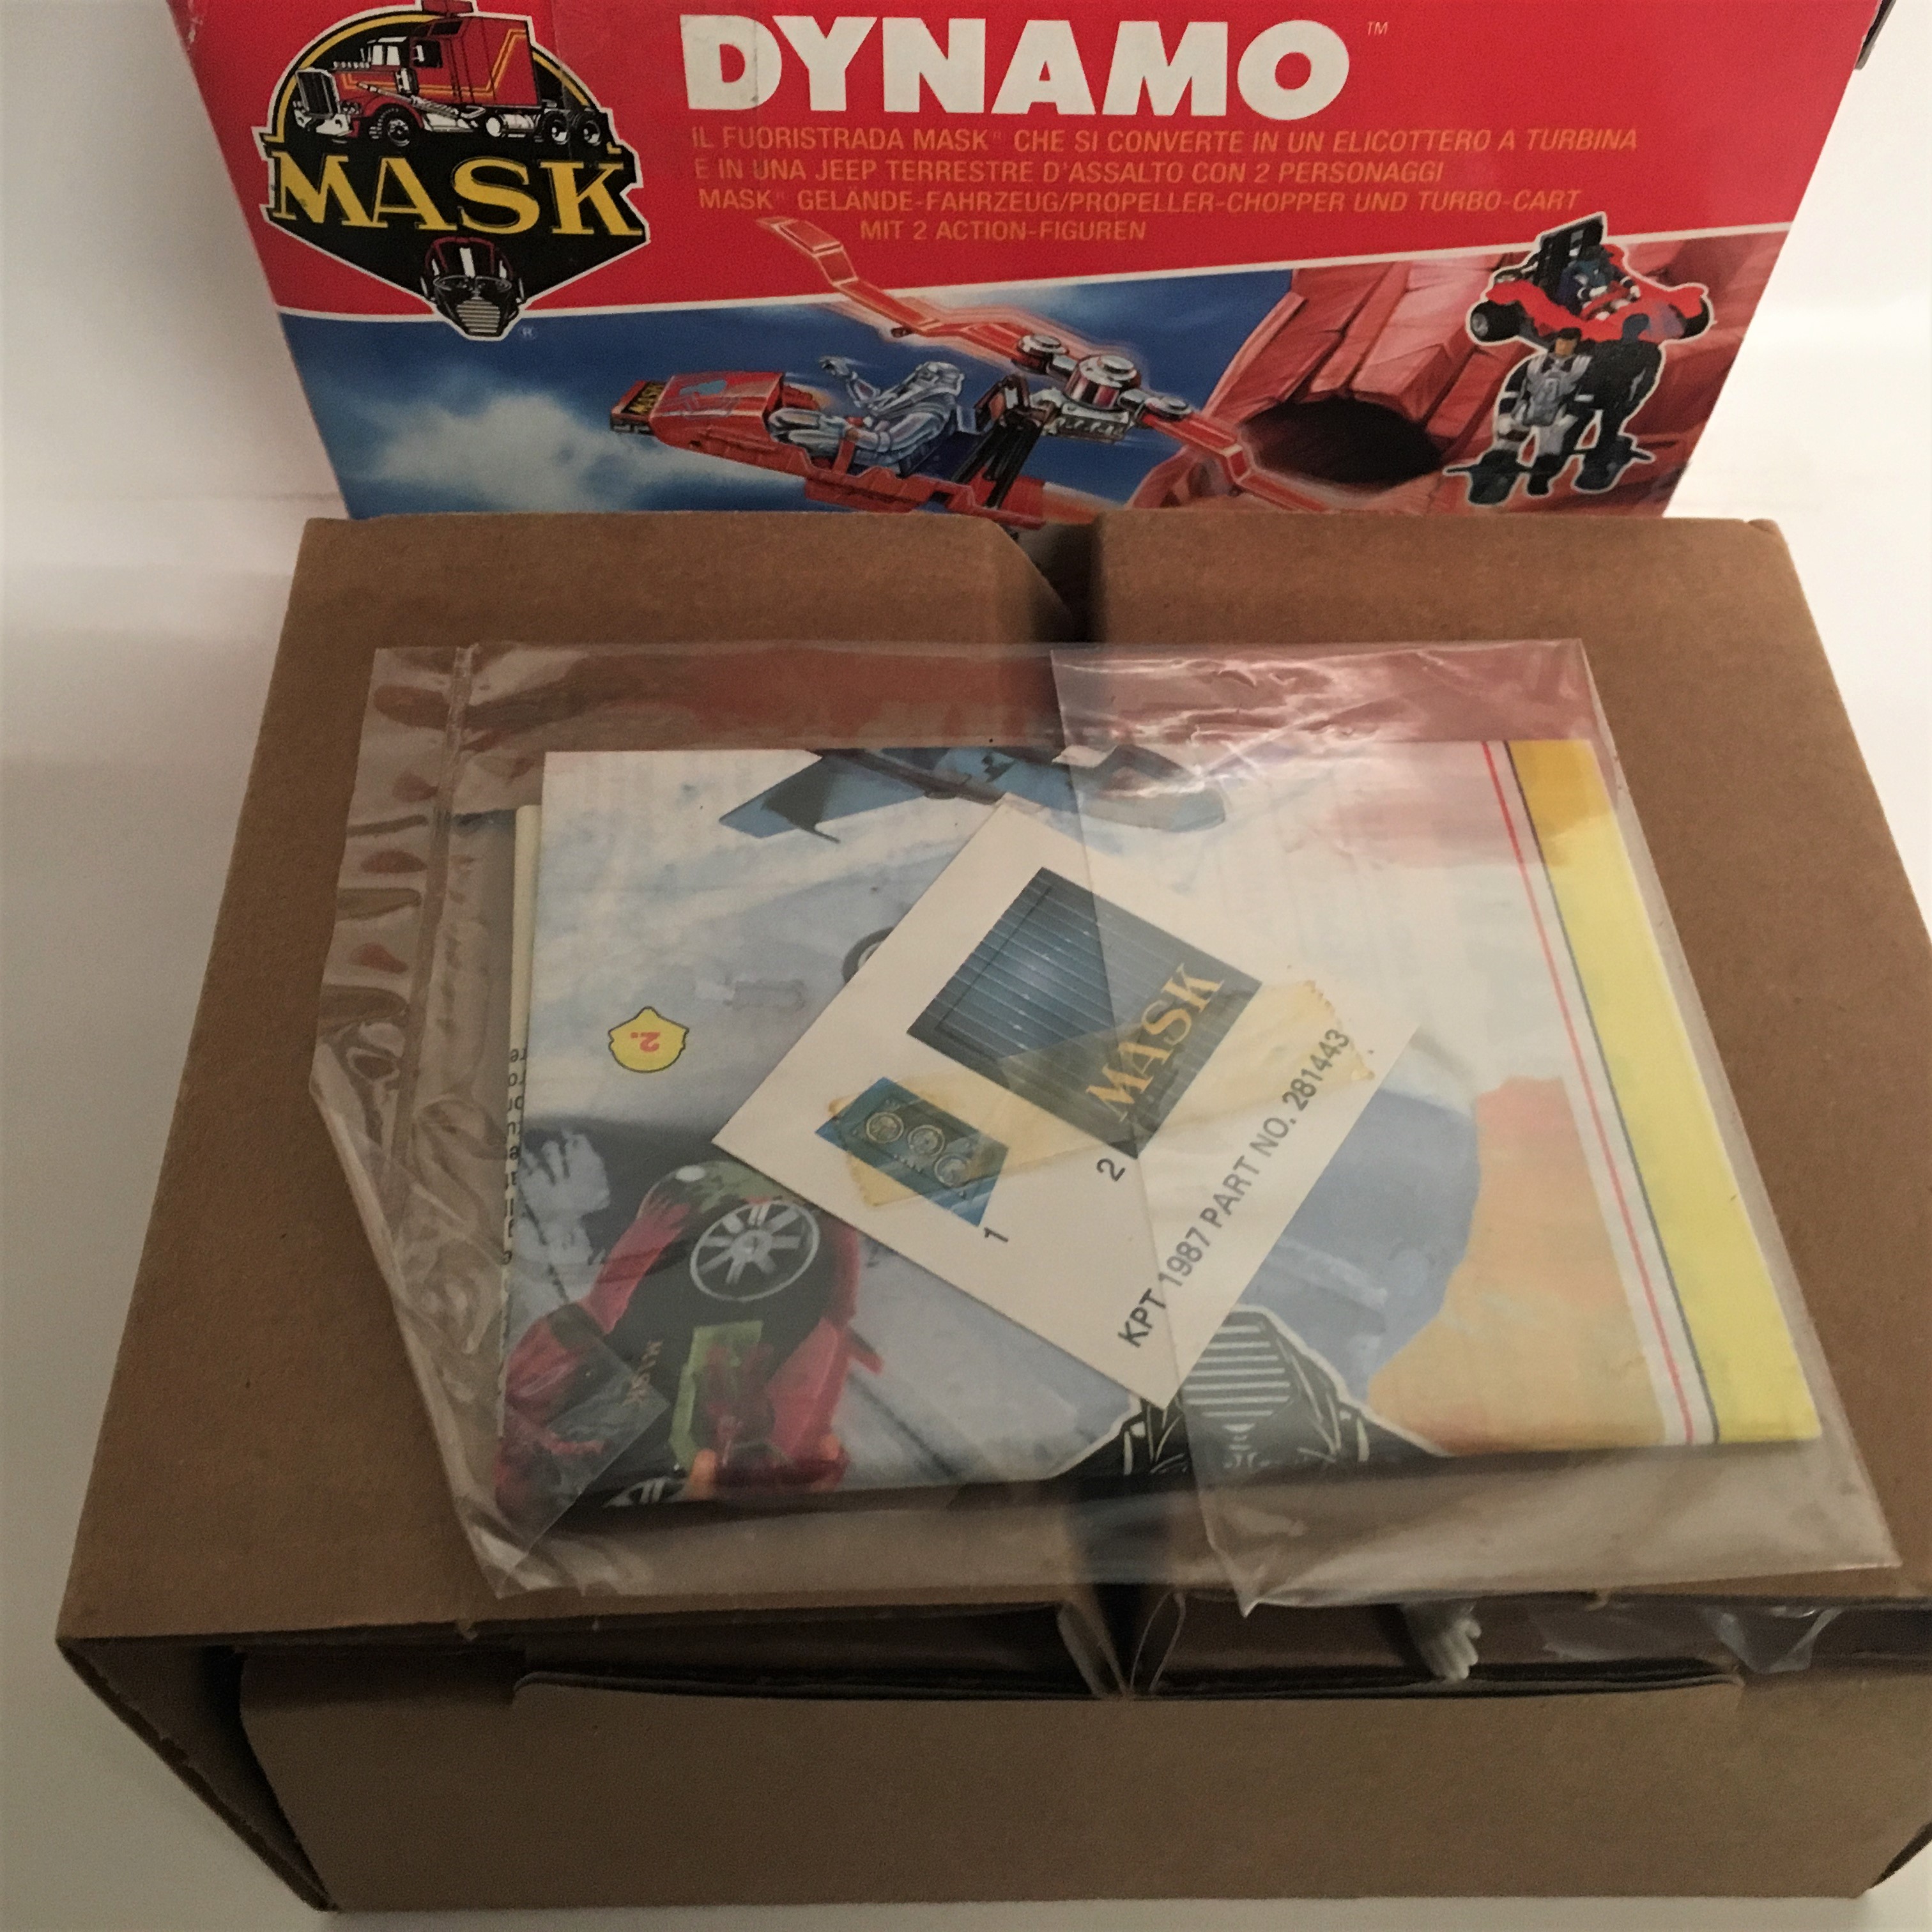 DYNAMO™
MASK®
IL FUORISTRADA MASK® CHE SI CONVERTE IN UN ELICOTTERO A TURBINA
E IN UNA JEEP TERRESTRE D'ASSALTO CON 2 PERSONAGGI
MASK® GELÄNDE-FAHRZEUG/PROPELLER-CHOPPER UND TURBO-CART
MIT 2 ACTION-FIGUREN
MASK
MASK
2.
1
2
KPT 1987 PART NO. 281443
MASK